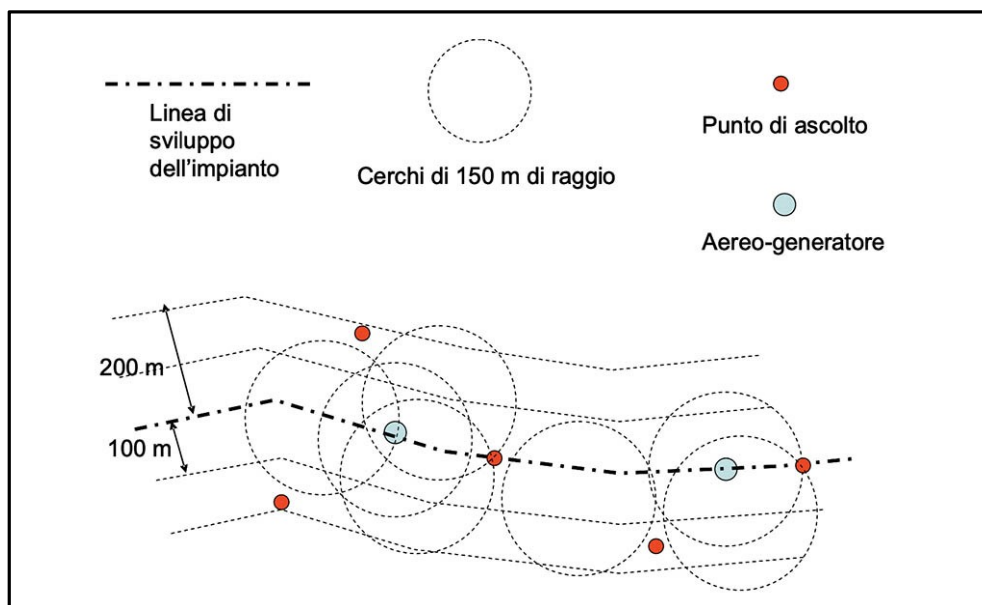 Linea di
sviluppo
dell'impianto
Cerchi di 150 m di raggio
Punto di ascolto
Aereo-generatore
200 m
100 m